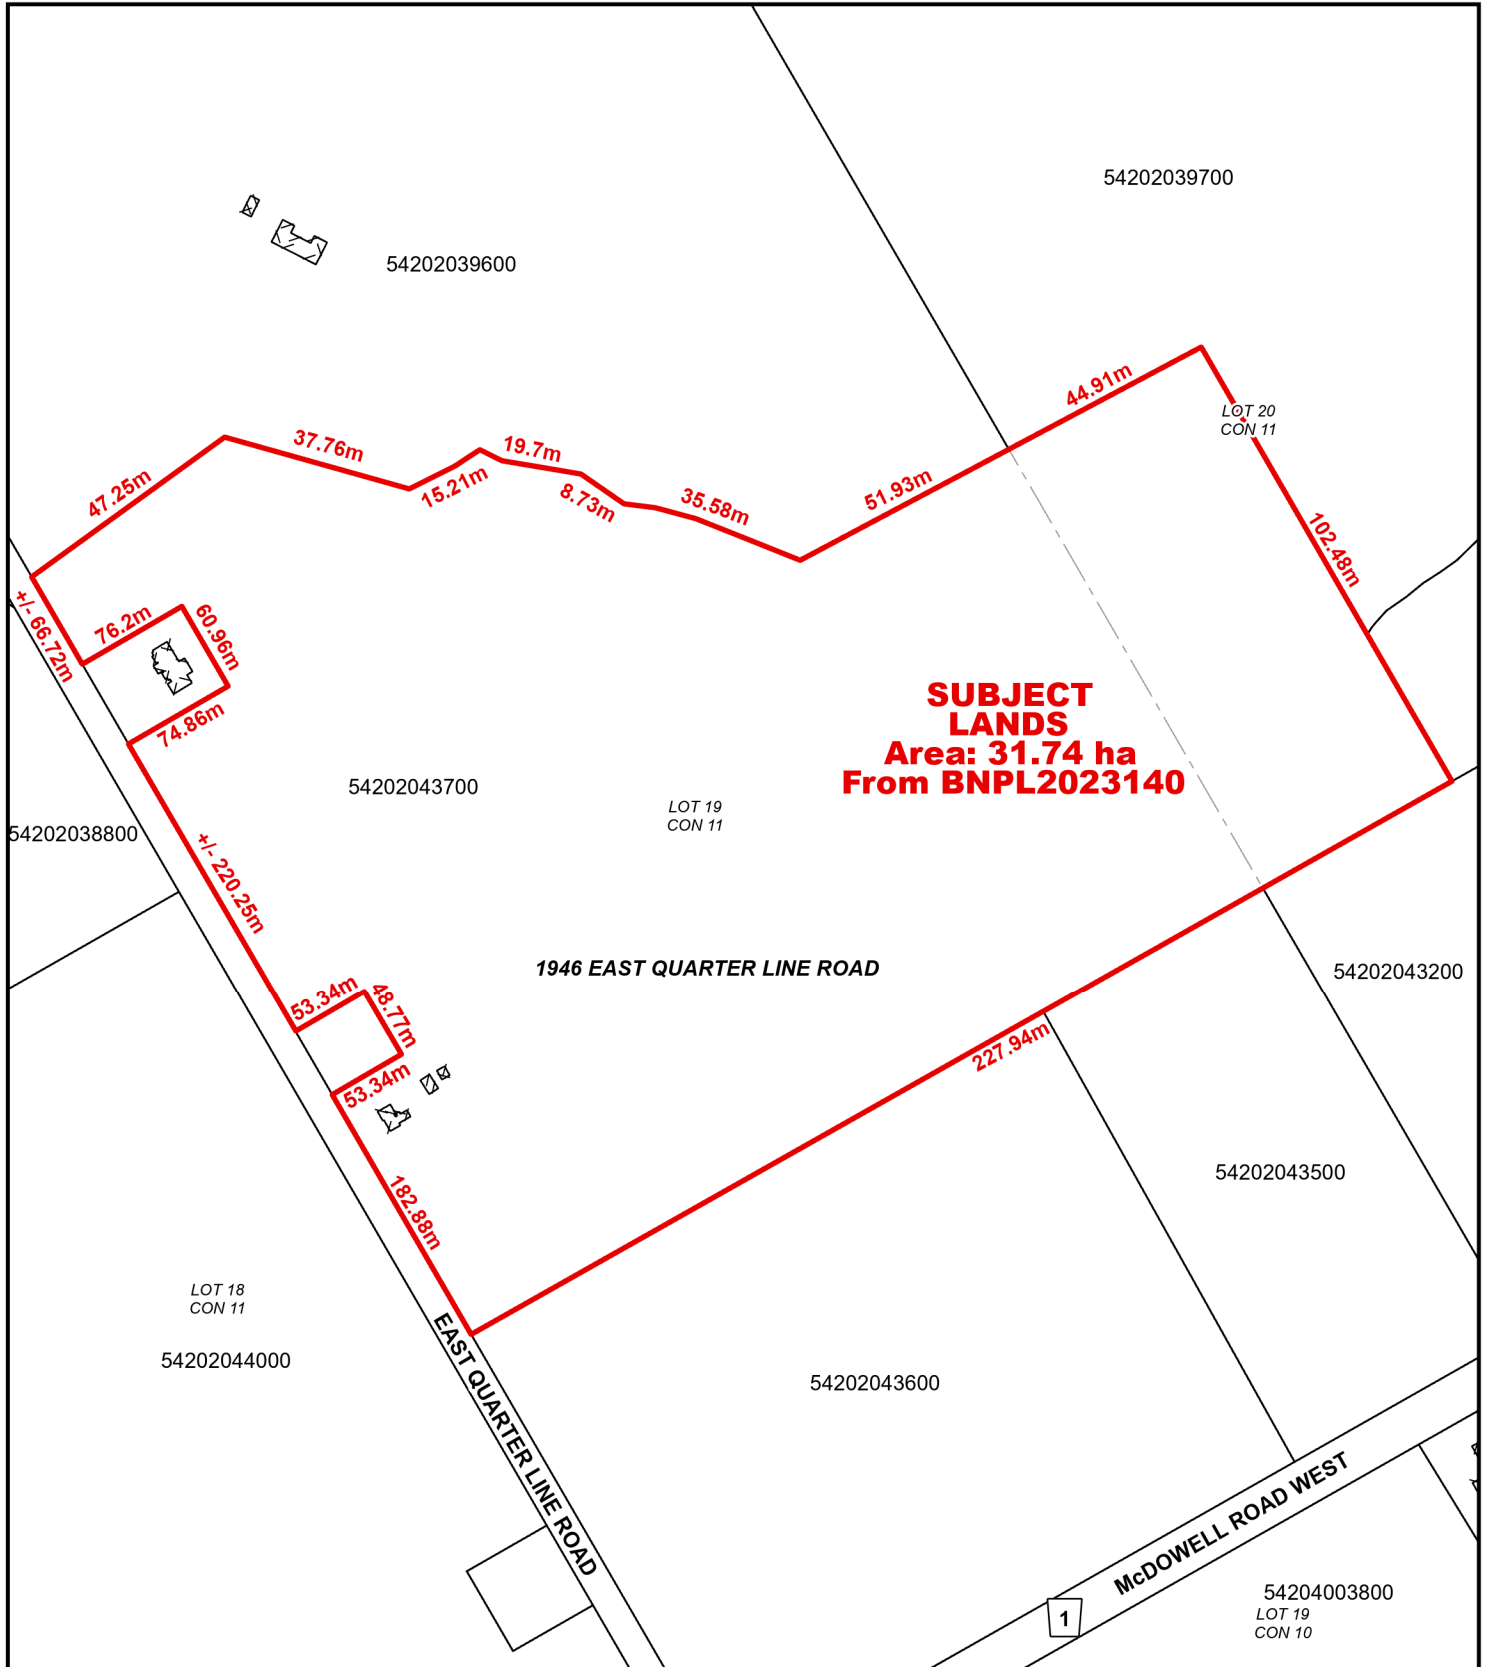 54202039700
54202039600
44.91m
LOT 20
CON 11
37.76m
19.7m
47.25m
15.21m
8.73m
35.58m
51.93m
102.48m
+/- 66.72m
76.2m
60.96m
74.86m
SUBJECT
LANDS
Area: 31.74 ha
From BNPL2023140
54202043700
LOT 19
CON 11
54202038800
+/- 220.25m
1946 EAST QUARTER LINE ROAD
54202043200
53.34m
48.77m
227.94m
53.34m
54202043500
182.88m
LOT 18
CON 11
54202044000
EAST QUARTER LINE ROAD
54202043600
McDOWELL ROAD WEST
54204003800
1
LOT 19
CON 10